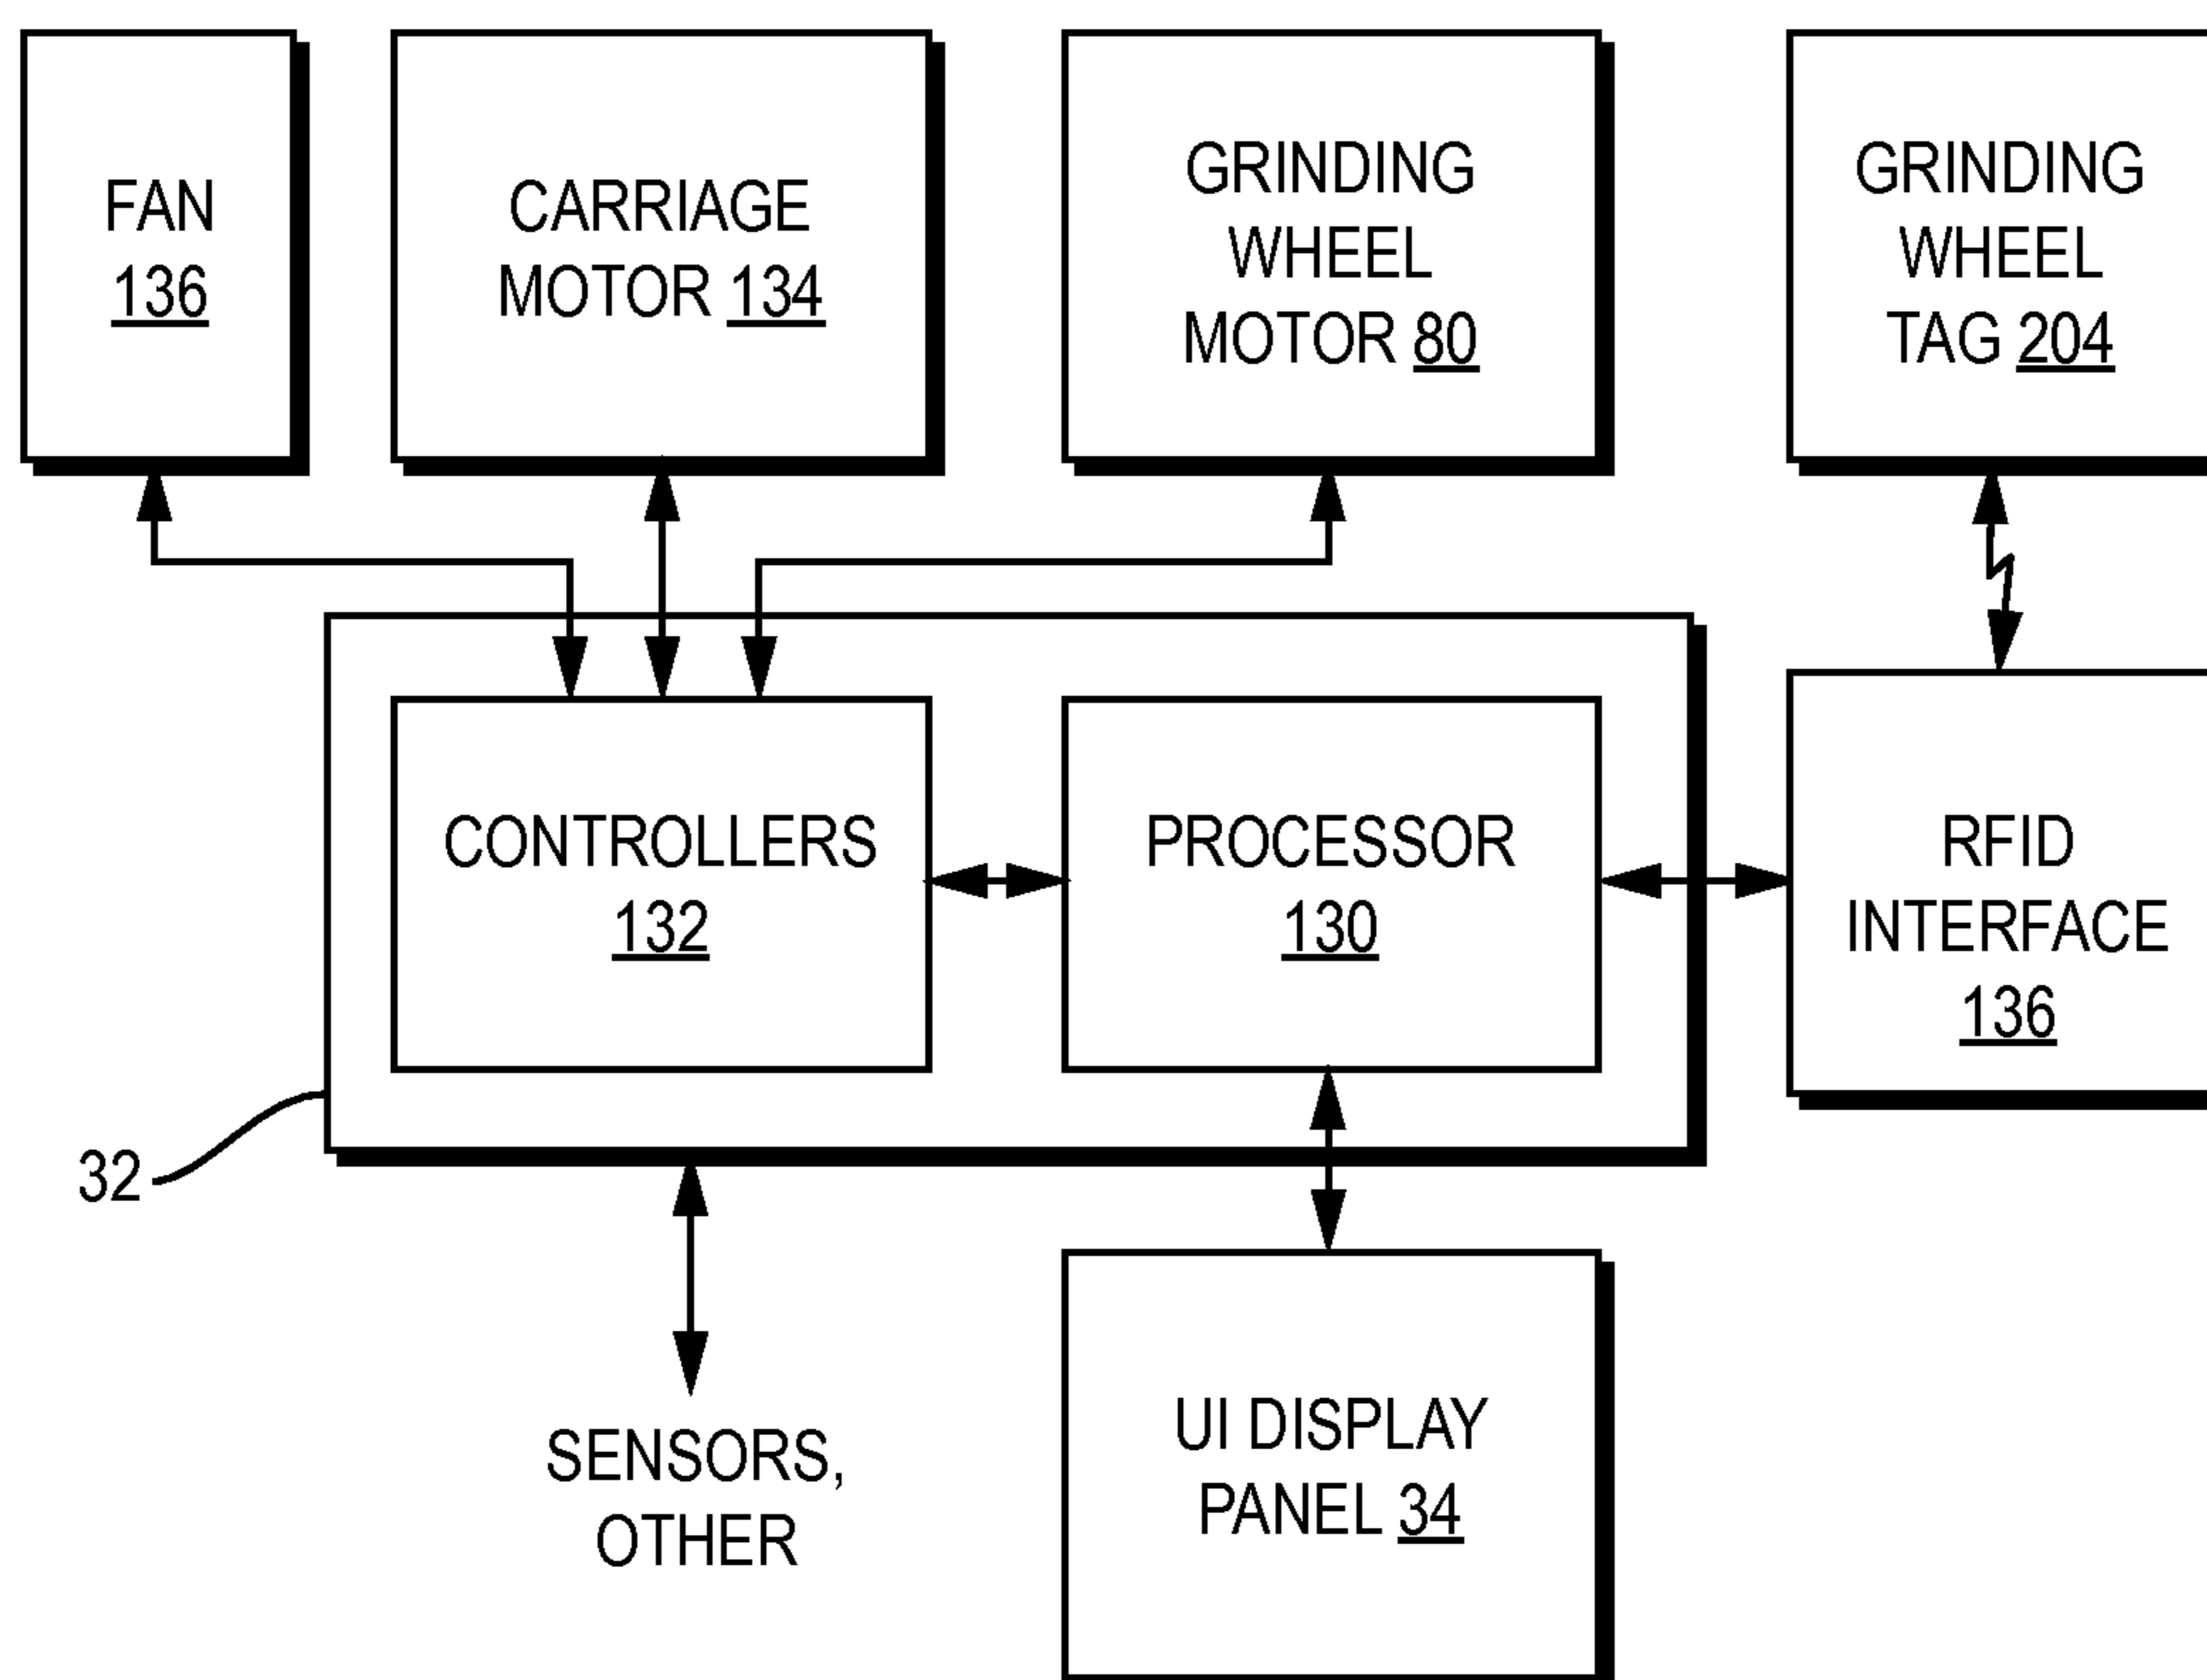 FAN
136
CARRIAGE
MOTOR 134
GRINDING
WHEEL
MOTOR 80
GRINDING
WHEEL
TAG 204
CONTROLLERS
132
PROCESSOR
130
RFID
INTERFACE
136
32
SENSORS,
OTHER
UI DISPLAY
PANEL 34